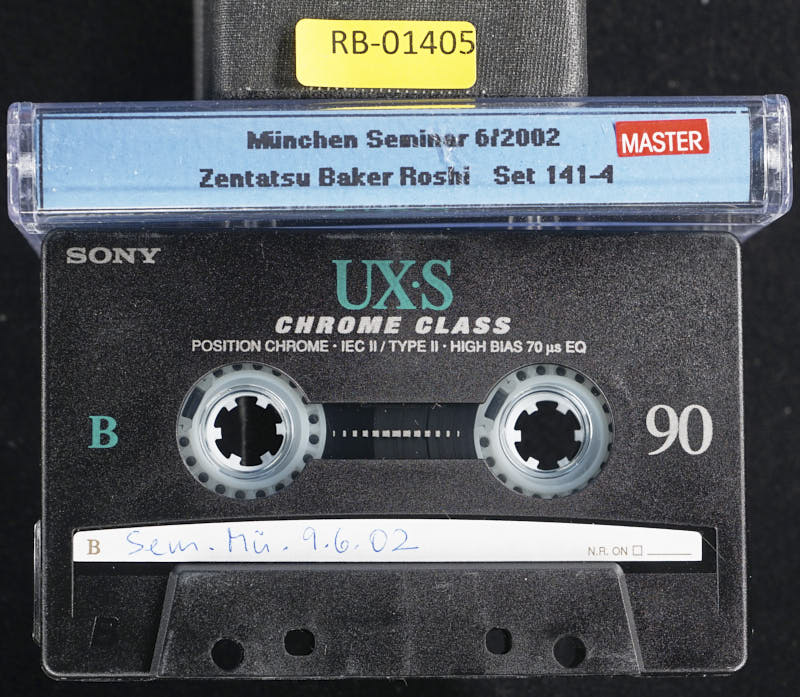 RB-01405
München Seminar 6/2002
MASTER
Zentatsu Baker Roshi Set 141-4
SONY
UX·S
CHROME CLASS
POSITION CHROME · IEC II / TYPE II · HIGH BIAS 70 µs EQ
B
90
B Sem. Mü. 9.6.02
N.R. ON